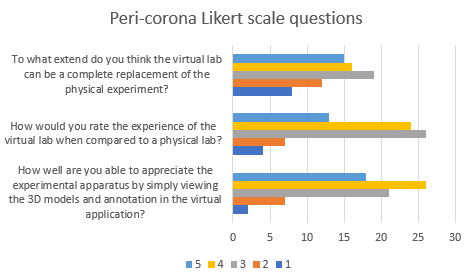 Peri-corona Likert scale questions
To what extend do you think the virtual lab
can be a complete replacement of the
physical experiment?
How would you rate the experience of the
virtual lab when compared to a physical lab?
How well are you able to appreciate the
experimental apparatus by simply viewing
the 3D models and annotation in the virtual
application?
0 5 10 15 20 25 30
5 4 3 2 1